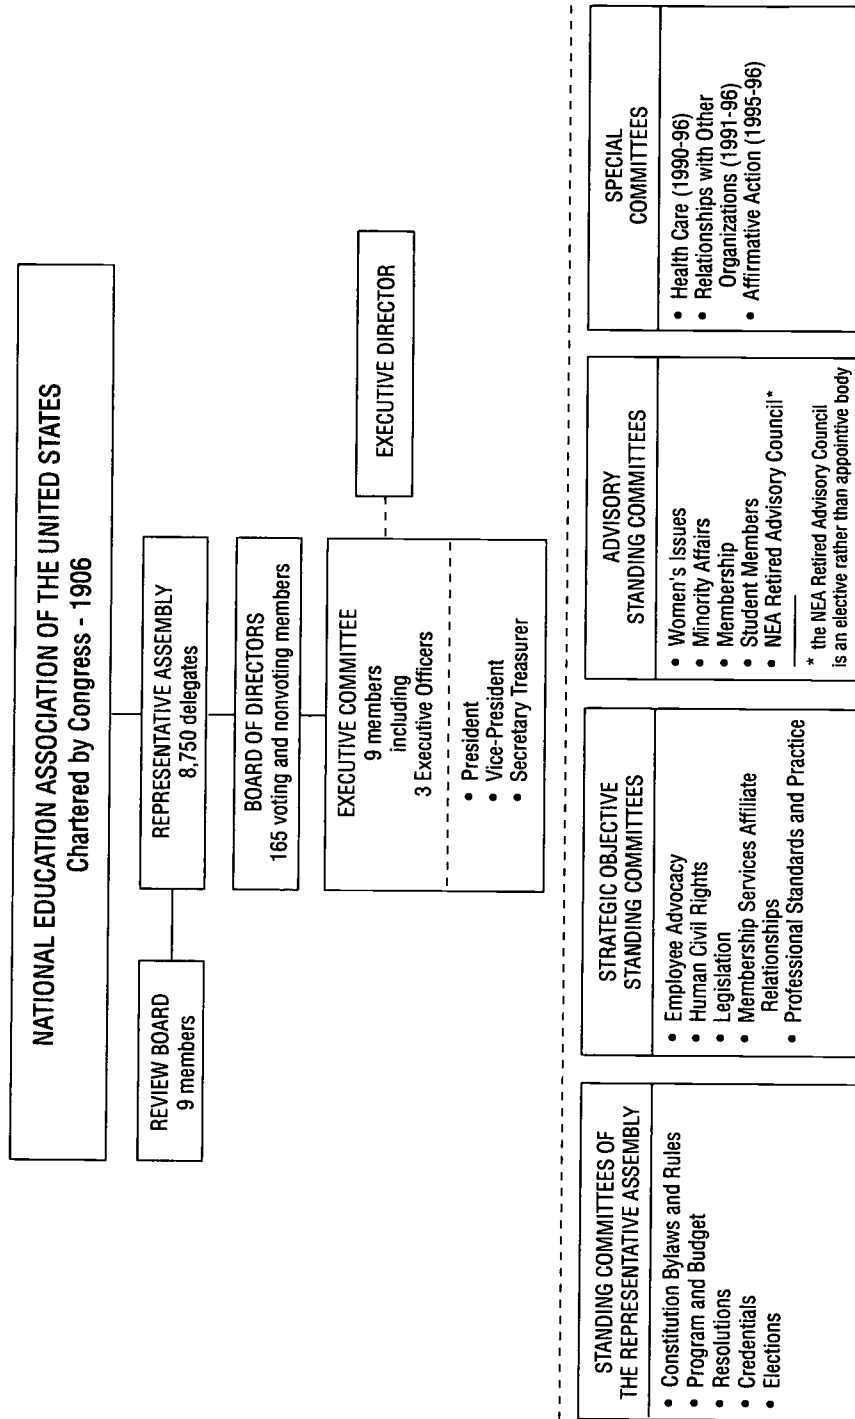 NATIONAL EDUCATION ASSOCIATION OF THE UNITED STATES
Chartered by Congress - 1906
REVIEW BOARD
9 members
REPRESENTATIVE ASSEMBLY
8,750 delegates
BOARD OF DIRECTORS
165 voting and nonvoting members
EXECUTIVE COMMITTEE
9 members
including
3 Executive Officers
• President
• Vice-President
• Secretary Treasurer
EXECUTIVE DIRECTOR
STANDING COMMITTEES OF
THE REPRESENTATIVE ASSEMBLY
• Constitution Bylaws and Rules
• Program and Budget
• Resolutions
• Credentials
• Elections
STRATEGIC OBJECTIVE
STANDING COMMITTEES
• Employee Advocacy
• Human Civil Rights
• Legislation
• Membership Services Affiliate
Relationships
• Professional Standards and Practice
ADVISORY
STANDING COMMITTEES
• Women's Issues
• Minority Affairs
• Membership
• Student Members
• NEA Retired Advisory Council*
* the NEA Retired Advisory Council
is an elective rather than appointive body
SPECIAL
COMMITTEES
• Health Care (1990-96)
• Relationships with Other
Organizations (1991-96)
• Affirmative Action (1995-96)